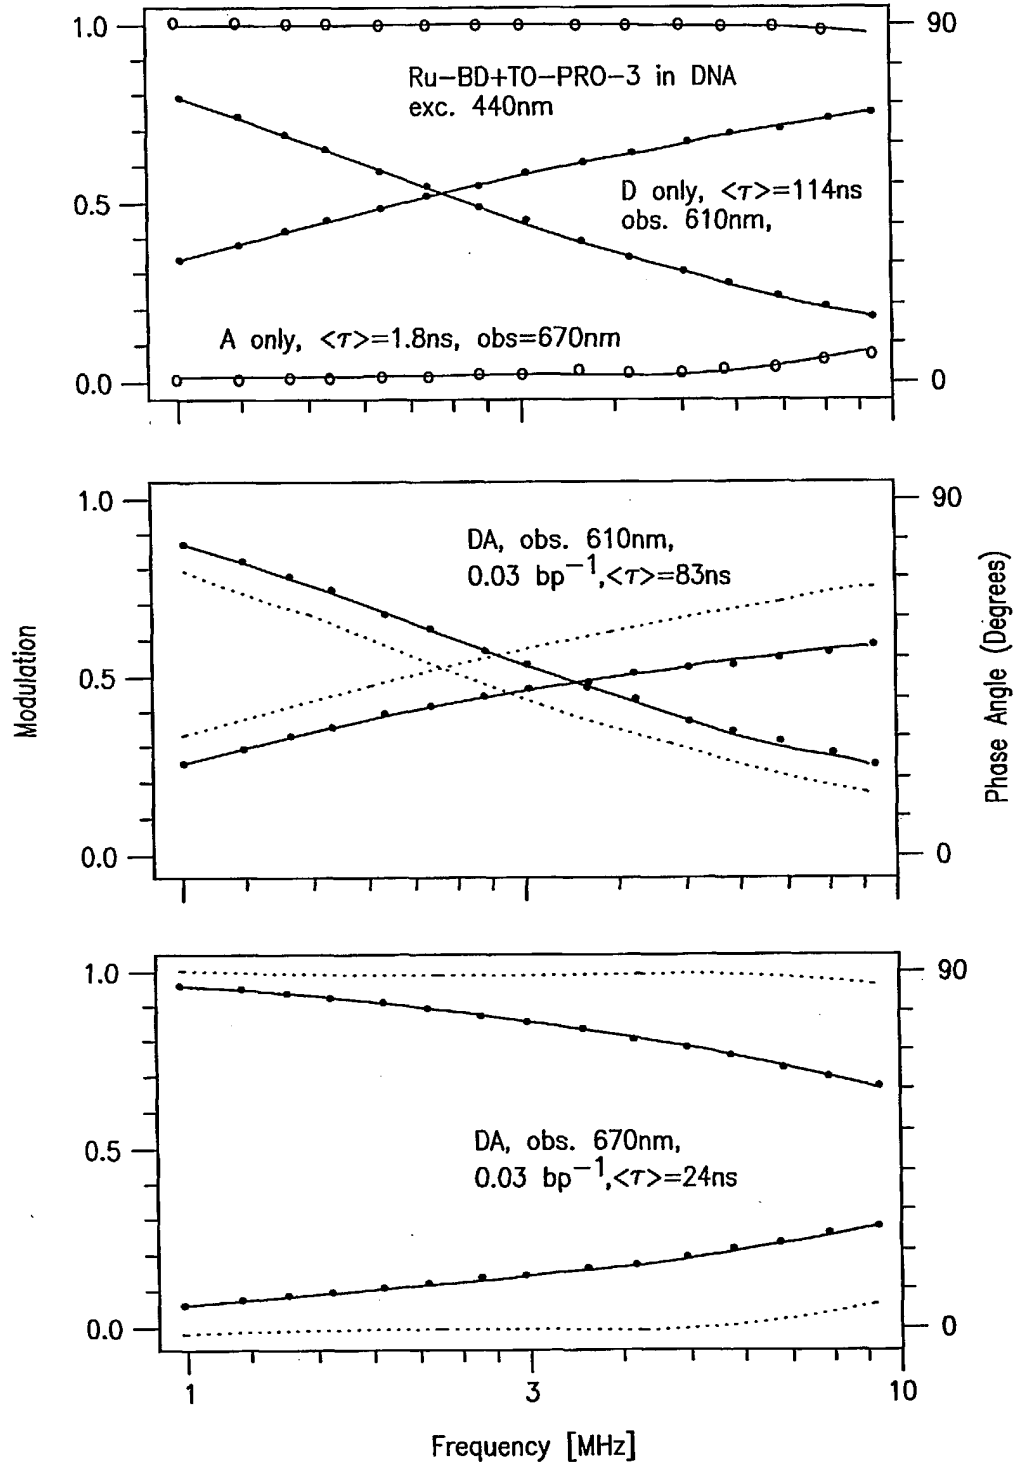 1.0
90
Ru-BD+TO-PRO-3 in DNA
exc. 440nm
D only, <τ>=114ns
0.5
obs. 610nm,
A only, <τ>=1.8ns, obs=670nm
0.0
0
1.0
90
DA, obs. 610nm,
0.03 bp⁻¹,<τ>=83ns
Modulation
0.5
Phase Angle (Degrees)
0.0
0
1.0
90
DA, obs. 670nm,
0.5
0.03 bp⁻¹,<τ>=24ns
0.0
0
1
3
10
Frequency [MHz]